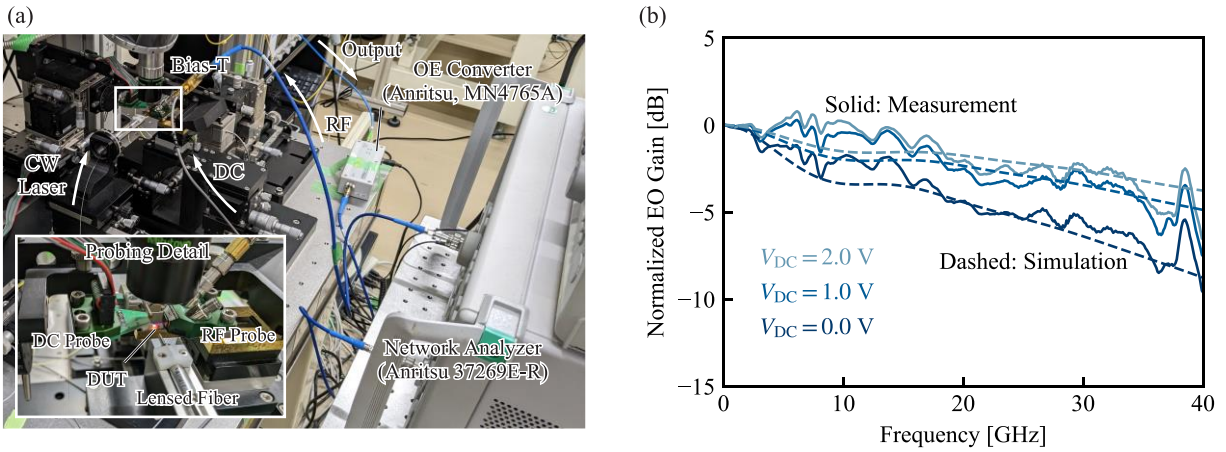 (a)
Bias-T
Output
OE Converter
(Anritsu, MN4765A)
RF
CW
Laser
DC
Probing Detail
DC Probe
RF Probe
DUT
Lensed Fiber
Network Analyzer
(Anritsu 37269E-R)
(b)
5
0
−5
−10
−15
Normalized EO Gain [dB]
Solid: Measurement
Dashed: Simulation
V_DC = 2.0 V
V_DC = 1.0 V
V_DC = 0.0 V
0 10 20 30 40
Frequency [GHz]